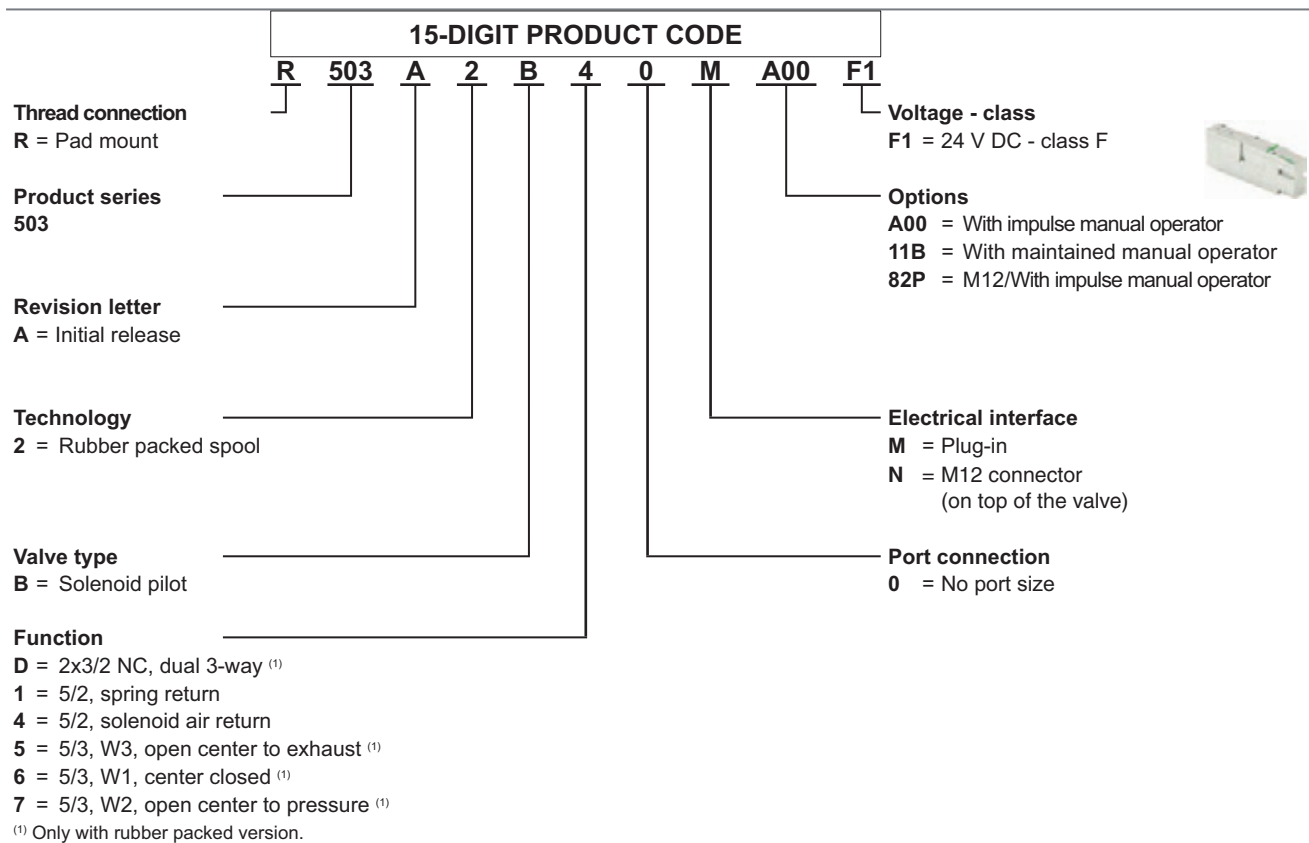 15-DIGIT PRODUCT CODE
R 503 A 2 B 4 0 M A00 F1
Thread connection
R = Pad mount
Product series
503
Revision letter
A = Initial release
Technology
2 = Rubber packed spool
Valve type
B = Solenoid pilot
Function
D = 2x3/2 NC, dual 3-way (1)
1 = 5/2, spring return
4 = 5/2, solenoid air return
5 = 5/3, W3, open center to exhaust (1)
6 = 5/3, W1, center closed (1)
7 = 5/3, W2, open center to pressure (1)
(1) Only with rubber packed version.
Voltage - class
F1 = 24 V DC - class F
Options
A00 = With impulse manual operator
11B = With maintained manual operator
82P = M12/With impulse manual operator
Electrical interface
M = Plug-in
N = M12 connector
(on top of the valve)
Port connection
0 = No port size